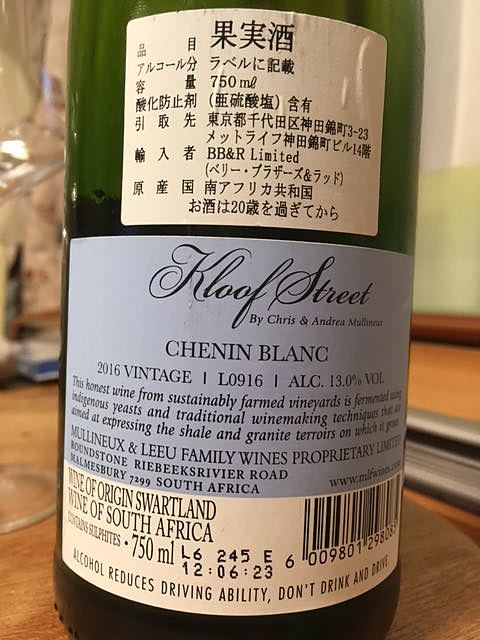 品目 果実酒
アルコール分 ラベルに記載
容量 750㎖
酸化防止剤 (亜硫酸塩)含有
引取先 東京都千代田区神田錦町3-23
メットライフ神田錦町ビル14階
輸入者 BB&R Limited
(ベリー・ブラザーズ&ラッド)
原産国 南アフリカ共和国
お酒は20歳を過ぎてから
Kloof Street
By Chris & Andrea Mullineux
CHENIN BLANC
2016 VINTAGE | L0916 | ALC. 13.0% VOL
This honest wine from sustainably farmed vineyards is fermented using
indigenous yeasts and traditional winemaking techniques that are
aimed at expressing the shale and granite terroirs on which it grows.
MULLINEUX & LEEU FAMILY WINES PROPRIETARY LIMITED
ROUNDSTONE RIEBEEKSRIVIER ROAD
MALMESBURY 7299 SOUTH AFRICA
www.mlfwines.com
WINE OF ORIGIN SWARTLAND
WINE OF SOUTH AFRICA
CONTAINS SULPHITES • 750 ml
L6 245 E
12:06:23
6 009801 298085
ALCOHOL REDUCES DRIVING ABILITY, DON'T DRINK AND DRIVE.